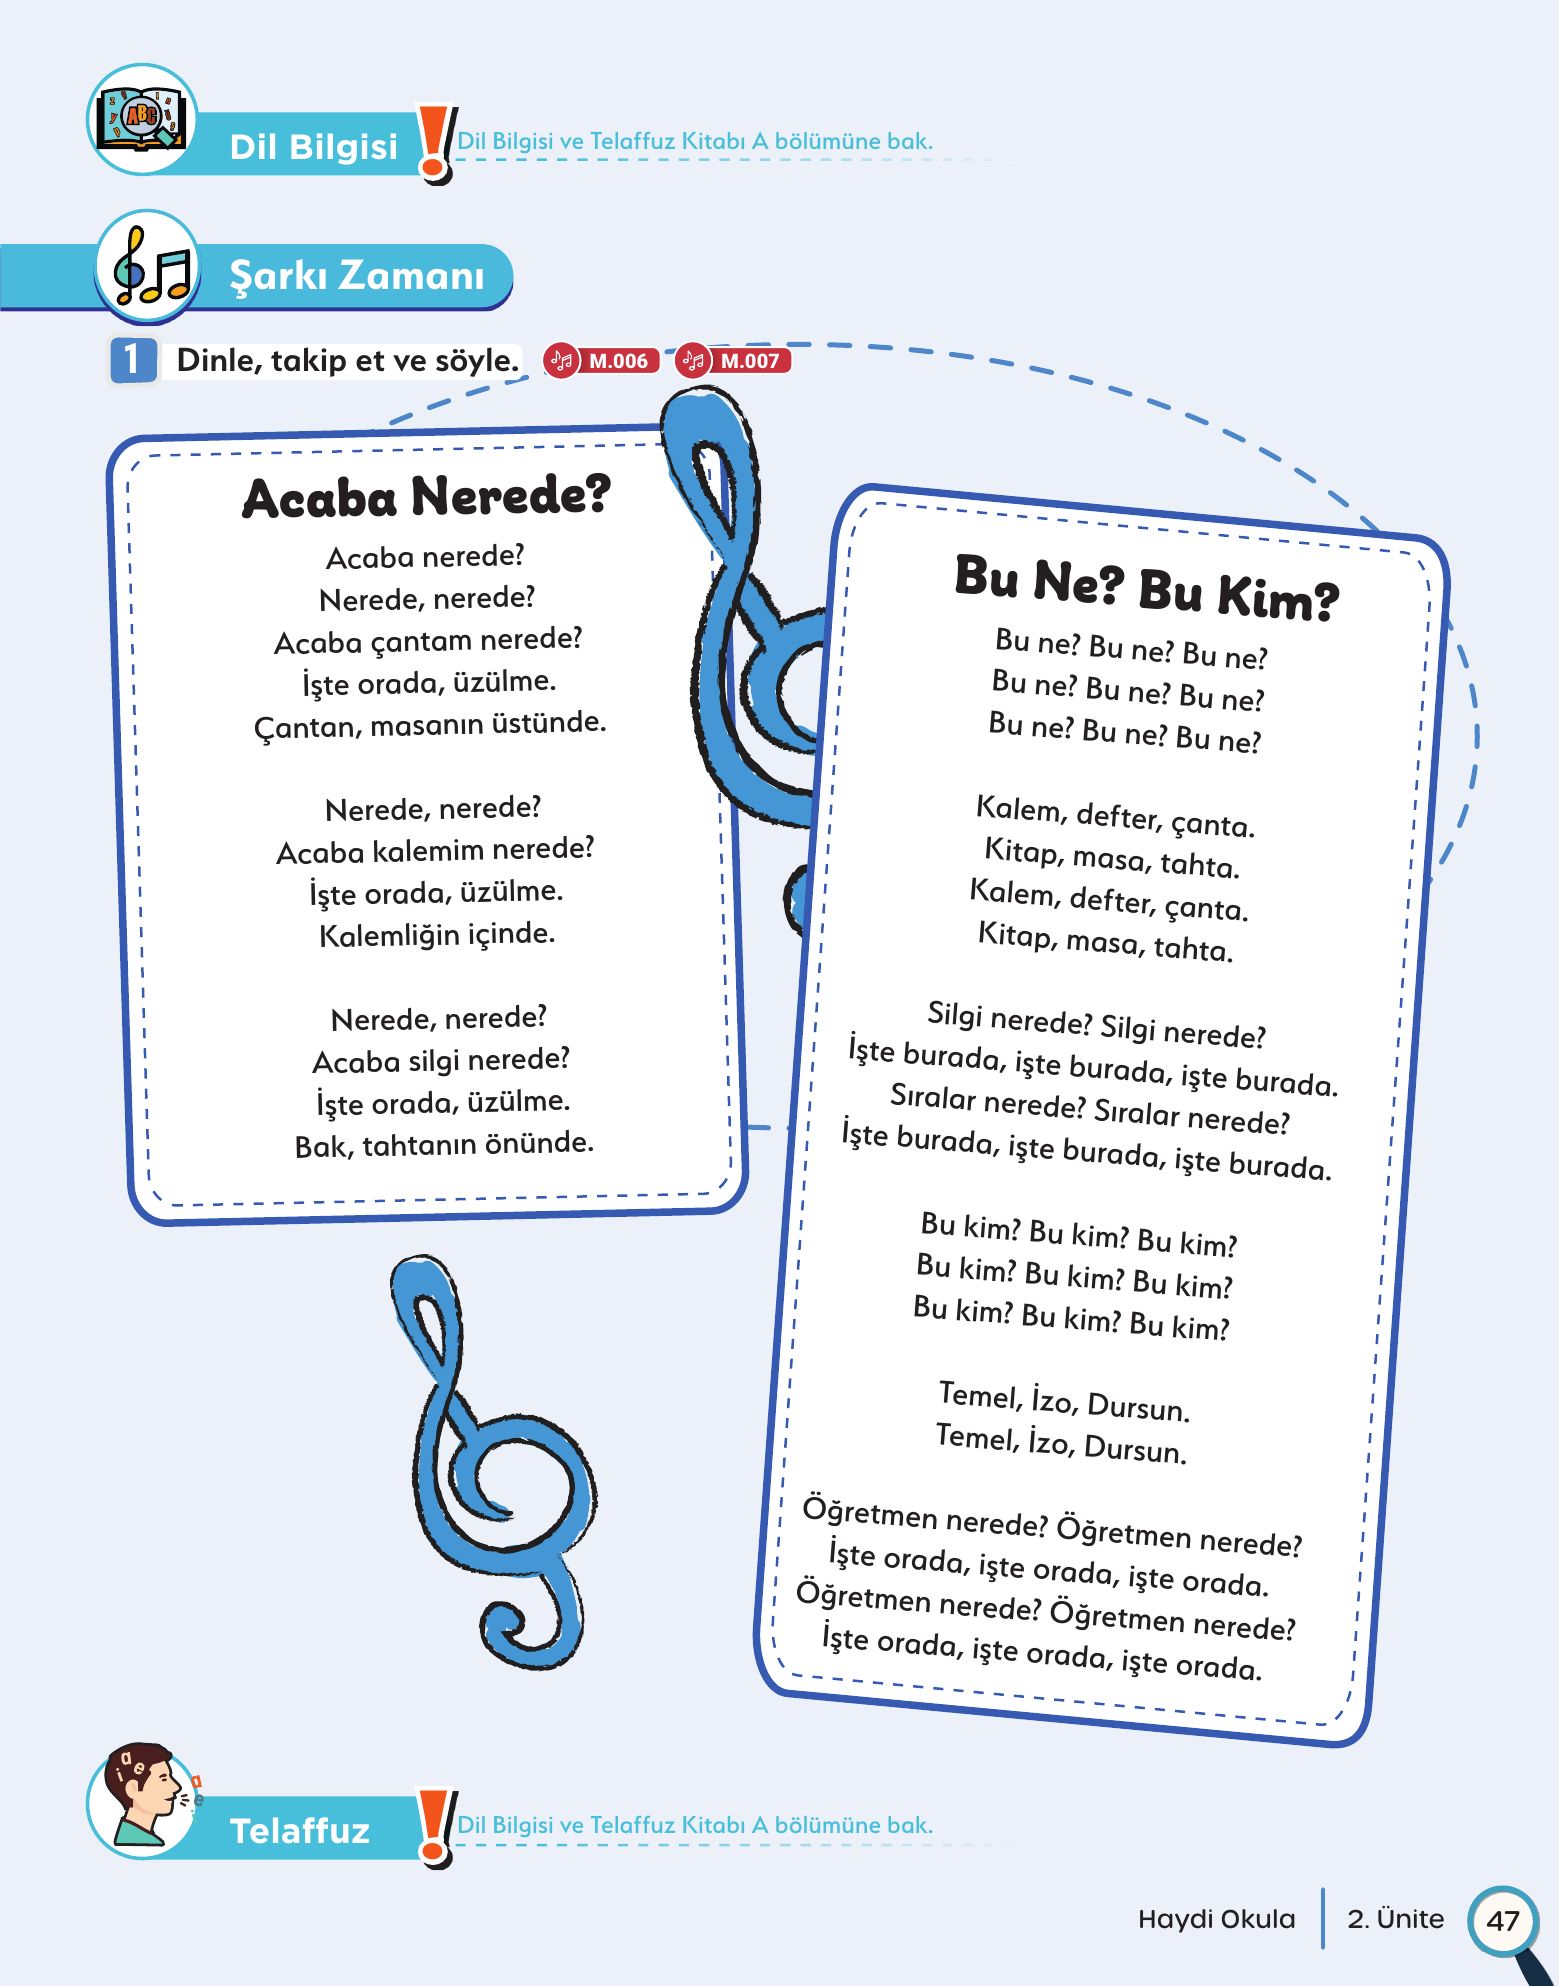 Dil Bilgisi
Dil Bilgisi ve Telaffuz Kitabı A bölümüne bak.
Şarkı Zamanı
1 Dinle, takip et ve söyle. M.006 M.007
Acaba Nerede?
Acaba nerede?
Nerede, nerede?
Acaba çantam nerede?
İşte orada, üzülme.
Çantan, masanın üstünde.
Nerede, nerede?
Acaba kalemim nerede?
İşte orada, üzülme.
Kalemliğin içinde.
Nerede, nerede?
Acaba silgi nerede?
İşte orada, üzülme.
Bak, tahtanın önünde.
Bu Ne? Bu Kim?
Bu ne? Bu ne? Bu ne?
Bu ne? Bu ne? Bu ne?
Bu ne? Bu ne? Bu ne?
Kalem, defter, çanta.
Kitap, masa, tahta.
Kalem, defter, çanta.
Kitap, masa, tahta.
Silgi nerede? Silgi nerede?
İşte burada, işte burada, işte burada.
Sıralar nerede? Sıralar nerede?
İşte burada, işte burada, işte burada.
Bu kim? Bu kim? Bu kim?
Bu kim? Bu kim? Bu kim?
Bu kim? Bu kim? Bu kim?
Temel, İzo, Dursun.
Temel, İzo, Dursun.
Öğretmen nerede? Öğretmen nerede?
İşte orada, işte orada, işte orada.
Öğretmen nerede? Öğretmen nerede?
İşte orada, işte orada, işte orada.
Telaffuz
Dil Bilgisi ve Telaffuz Kitabı A bölümüne bak.
Haydi Okula 2. Ünite 47